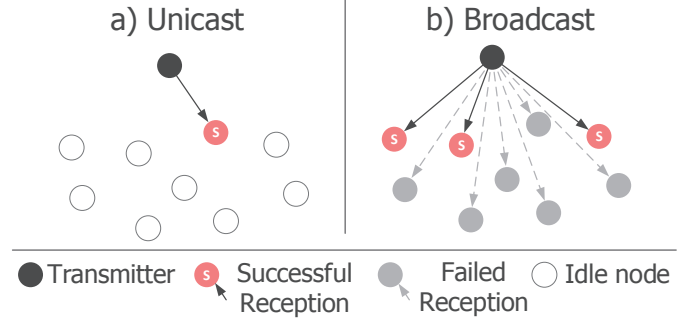 a) Unicast
b) Broadcast
S
S
S
S
Transmitter
S
Successful
Reception
Failed
Reception
Idle node